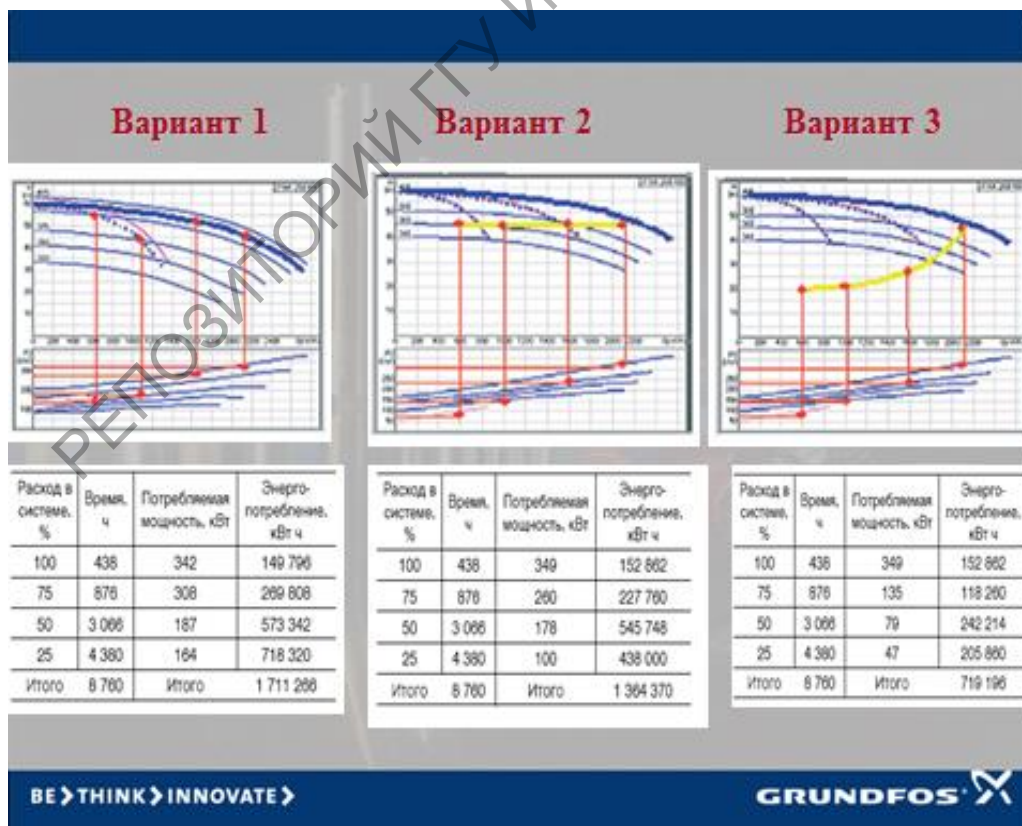 РЕПОЗИТОРИЙ ГГУ И
Вариант 1
Вариант 2
Вариант 3
Расход в системе, %
Время, ч
Потребляемая мощность, кВт
Энерго-
потребление, кВт ч
100 438 342 149 796
75 876 308 269 808
50 3 066 187 573 342
25 4 380 164 718 320
Итого 8 760 Итого 1 711 266
Расход в системе, %
Время, ч
Потребляемая мощность, кВт
Энерго-
потребление, кВт ч
100 438 349 152 862
75 876 260 227 760
50 3 066 178 545 748
25 4 380 100 438 000
Итого 8 760 Итого 1 364 370
Расход в системе, %
Время, ч
Потребляемая мощность, кВт
Энерго-
потребление, кВт ч
100 438 349 152 862
75 876 135 118 260
50 3 066 79 242 214
25 4 380 47 205 860
Итого 8 760 Итого 719 196
BE>THINK>INNOVATE>
GRUNDFOS